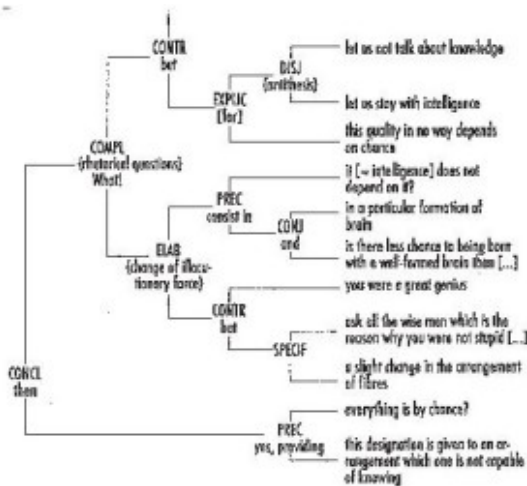 CONTR
but
let us not talk about knowledge
DISJ
(antithesis)
EXPLIC
[for]
let us stay with intelligence
this quality in no way depends
on chance
COMPL
(rhetorical questions)
What!
it [= intelligence] does not
depend on it?
PREC
consist in
in a particular formation of
brain
CONJ
and
is there less chance to being born
with a well-formed brain then [...]
ELAB
(change of illocu-
tionary force)
you were a great genius
CONTR
but
ask all the wise men which is the
reason why you were not stupid [...]
SPECIF
a slight change in the arrangement
of fibres
CONCL
then
everything is by chance?
PREC
yes, providing
this designation is given to an ar-
rangement which one is not capable
of knowing